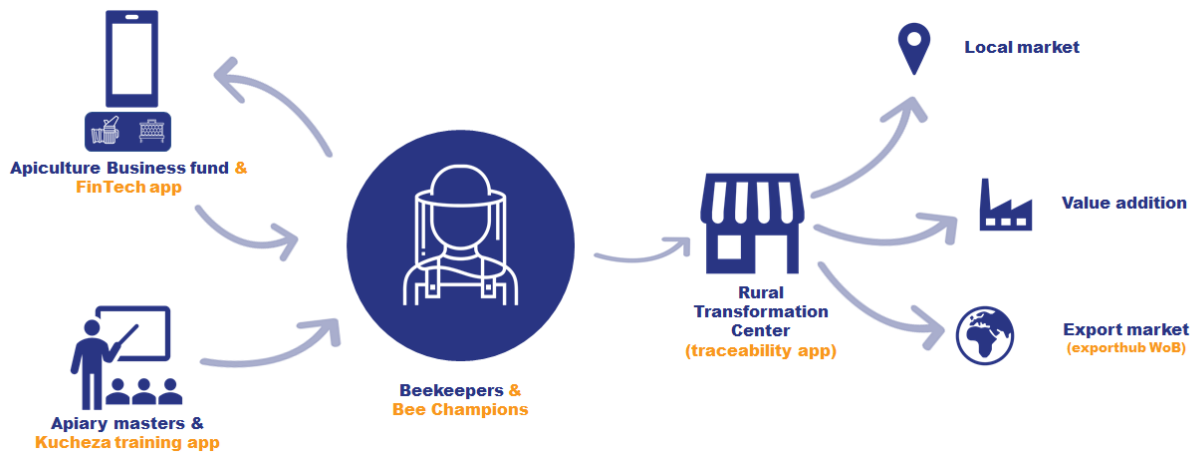 Apiculture Business fund &
FinTech app
Apiary masters &
Kucheza training app
Beekeepers &
Bee Champions
Rural
Transformation
Center
(traceability app)
Local market
Value addition
Export market
(exporthub WoB)